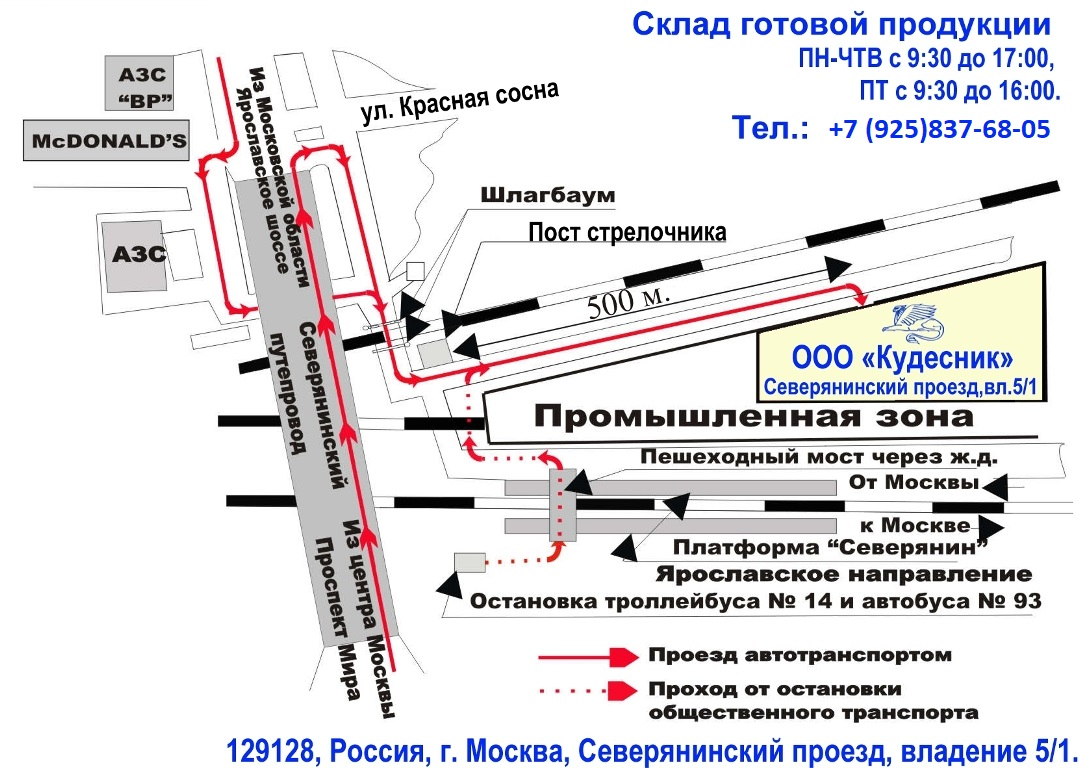 Склад готовой продукции
ПН-ЧТВ с 9:30 до 17:00,
ПТ с 9:30 до 16:00.
Тел.: +7 (925)837-68-05
АЗС
“ВР”
McDONALD’S
Из Московской области
Ярославское шоссе
ул. Красная сосна
Шлагбаум
Пост стрелочника
АЗС
500 м.
ООО «Кудесник»
Северянинский проезд,вл.5/1
Северянинский
путепровод
Промышленная зона
Пешеходный мост через ж.д.
От Москвы
к Москве
Платформа “Северянин”
Ярославское направление
Остановка троллейбуса № 14 и автобуса № 93
Из центра Москвы
Проспект Мира
Проезд автотранспортом
Проход от остановки
общественного транспорта
129128, Россия, г. Москва, Северянинский проезд, владение 5/1.